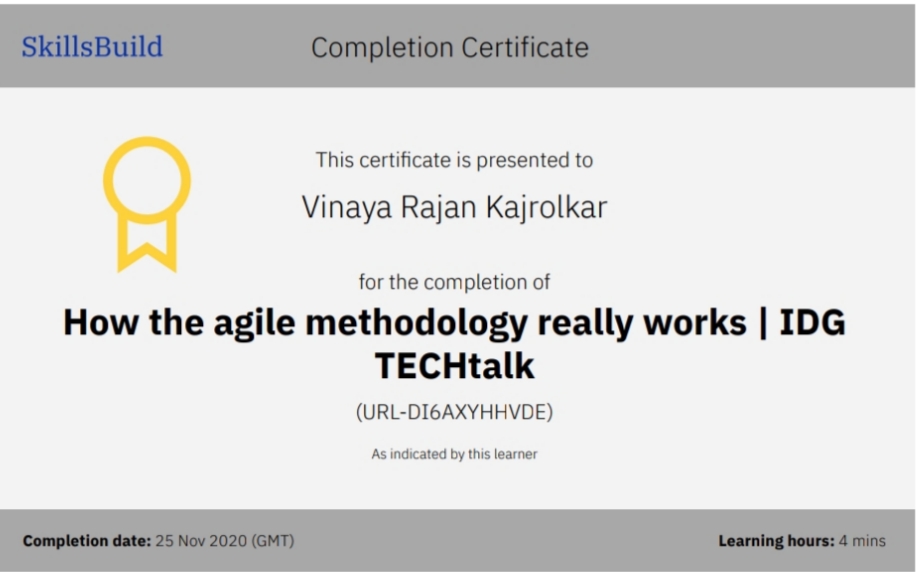 SkillsBuild
Completion Certificate
This certificate is presented to
Vinaya Rajan Kajrolkar
for the completion of
How the agile methodology really works | IDG
TECHtalk
(URL-DI6AXYHHVDE)
As indicated by this learner
Completion date: 25 Nov 2020 (GMT)
Learning hours: 4 mins